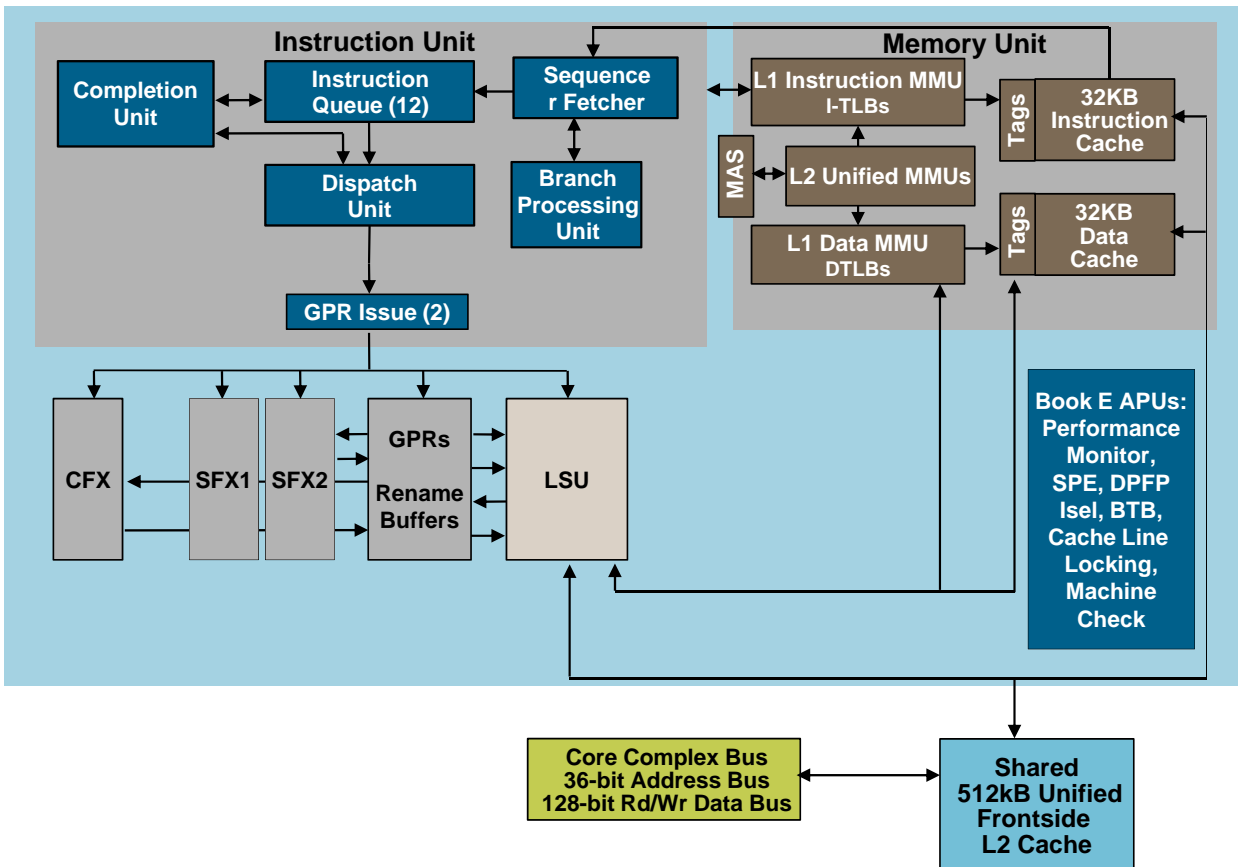 Instruction Unit
Completion
Unit
Instruction
Queue (12)
Sequence
r Fetcher
Dispatch
Unit
Branch
Processing
Unit
GPR Issue (2)
Memory Unit
L1 Instruction MMU
I-TLBs
Tags
32KB
Instruction
Cache
MAS
L2 Unified MMUs
L1 Data MMU
DTLBs
Tags
32KB
Data
Cache
CFX
SFX1
SFX2
GPRs
Rename
Buffers
LSU
Book E APUs:
Performance
Monitor,
SPE, DPFP
Isel, BTB,
Cache Line
Locking,
Machine
Check
Core Complex Bus
36-bit Address Bus
128-bit Rd/Wr Data Bus
Shared
512kB Unified
Frontside
L2 Cache